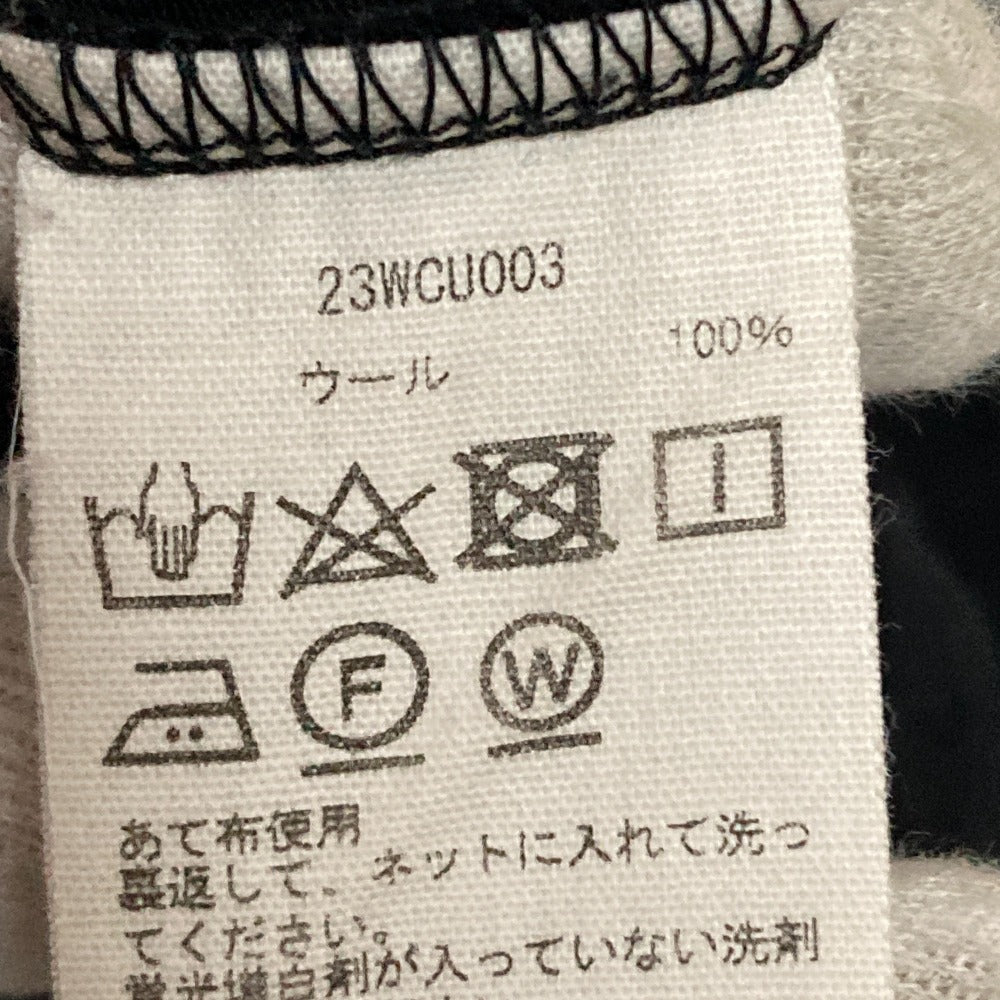 23WCU003
ウール 100%
F W
あて布使用
裏返して、ネットに入れて洗っ
てください。
蛍光増白剤が入っていない洗剤